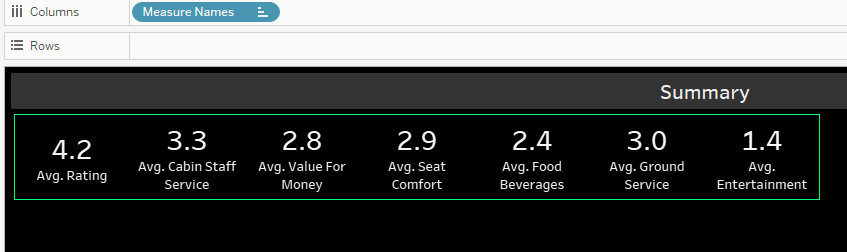 Columns
Measure Names
Rows
Summary
4.2
Avg. Rating
3.3
Avg. Cabin Staff
Service
2.8
Avg. Value For
Money
2.9
Avg. Seat
Comfort
2.4
Avg. Food
Beverages
3.0
Avg. Ground
Service
1.4
Avg.
Entertainment